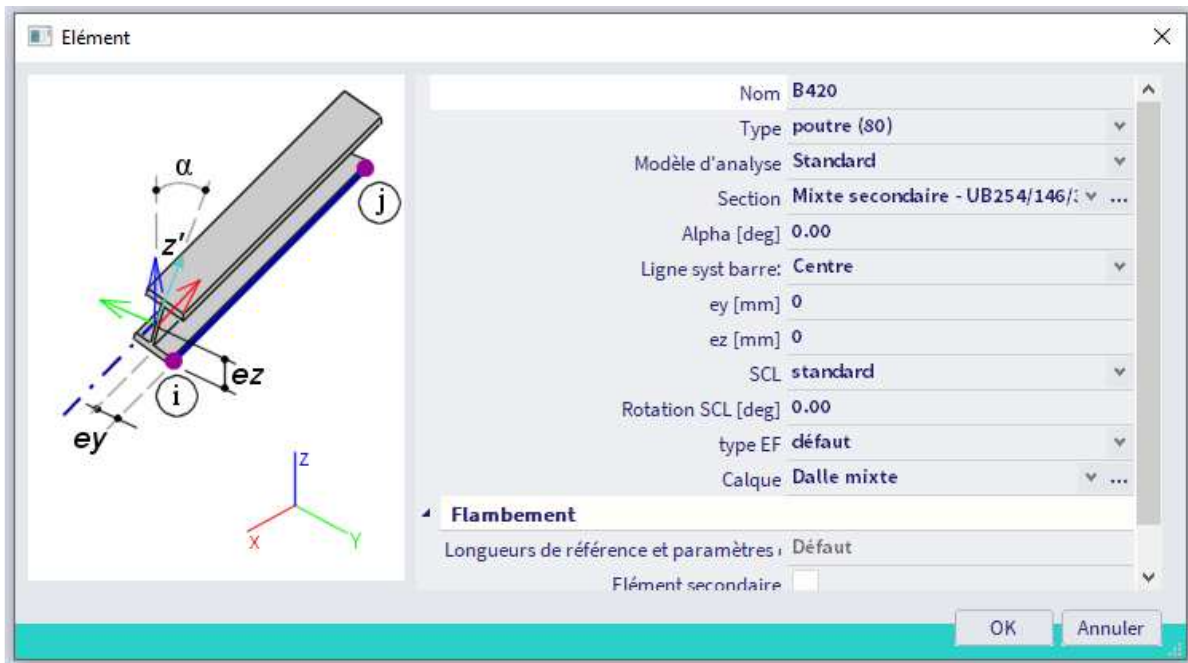 Elément
Nom B420
Type poutre (80)
Modèle d'analyse Standard
Section Mixte secondaire - UB254/146/ ...
Alpha [deg] 0.00
Ligne syst barre: Centre
ey [mm] 0
ez [mm] 0
SCL standard
Rotation SCL [deg] 0.00
type EF défaut
Calque Dalle mixte ...
Flambement
Longueurs de référence et paramètres Défaut
Elément secondaire
α
z'
j
ez
i
ey
Z
X
Y
OK Annuler